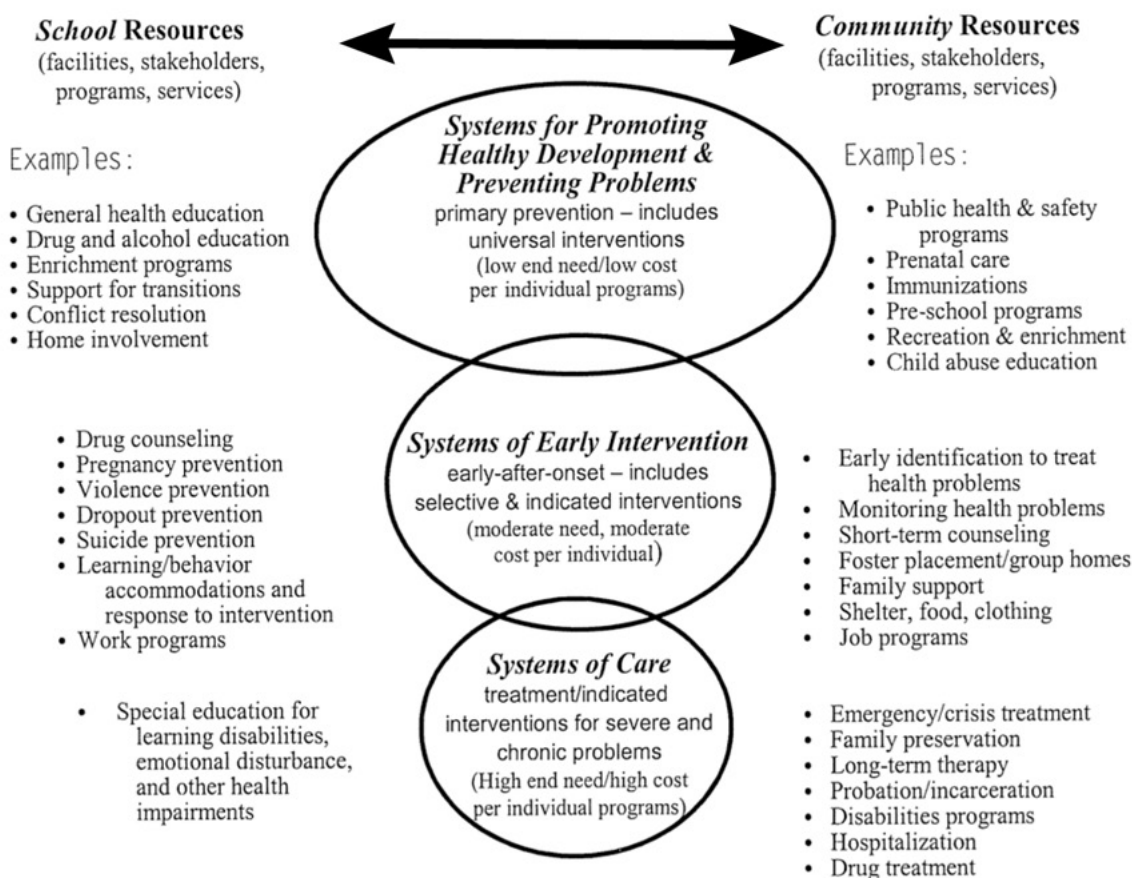 School Resources
(facilities, stakeholders,
programs, services)
Examples:
• General health education
• Drug and alcohol education
• Enrichment programs
• Support for transitions
• Conflict resolution
• Home involvement
• Drug counseling
• Pregnancy prevention
• Violence prevention
• Dropout prevention
• Suicide prevention
• Learning/behavior
accommodations and
response to intervention
• Work programs
• Special education for
learning disabilities,
emotional disturbance,
and other health
impairments
Systems for Promoting
Healthy Development &
Preventing Problems
primary prevention – includes
universal interventions
(low end need/low cost
per individual programs)
Systems of Early Intervention
early-after-onset – includes
selective & indicated interventions
(moderate need, moderate
cost per individual)
Systems of Care
treatment/indicated
interventions for severe and
chronic problems
(High end need/high cost
per individual programs)
Community Resources
(facilities, stakeholders,
programs, services)
Examples:
• Public health & safety
programs
• Prenatal care
• Immunizations
• Pre-school programs
• Recreation & enrichment
• Child abuse education
• Early identification to treat
health problems
• Monitoring health problems
• Short-term counseling
• Foster placement/group homes
• Family support
• Shelter, food, clothing
• Job programs
• Emergency/crisis treatment
• Family preservation
• Long-term therapy
• Probation/incarceration
• Disabilities programs
• Hospitalization
• Drug treatment